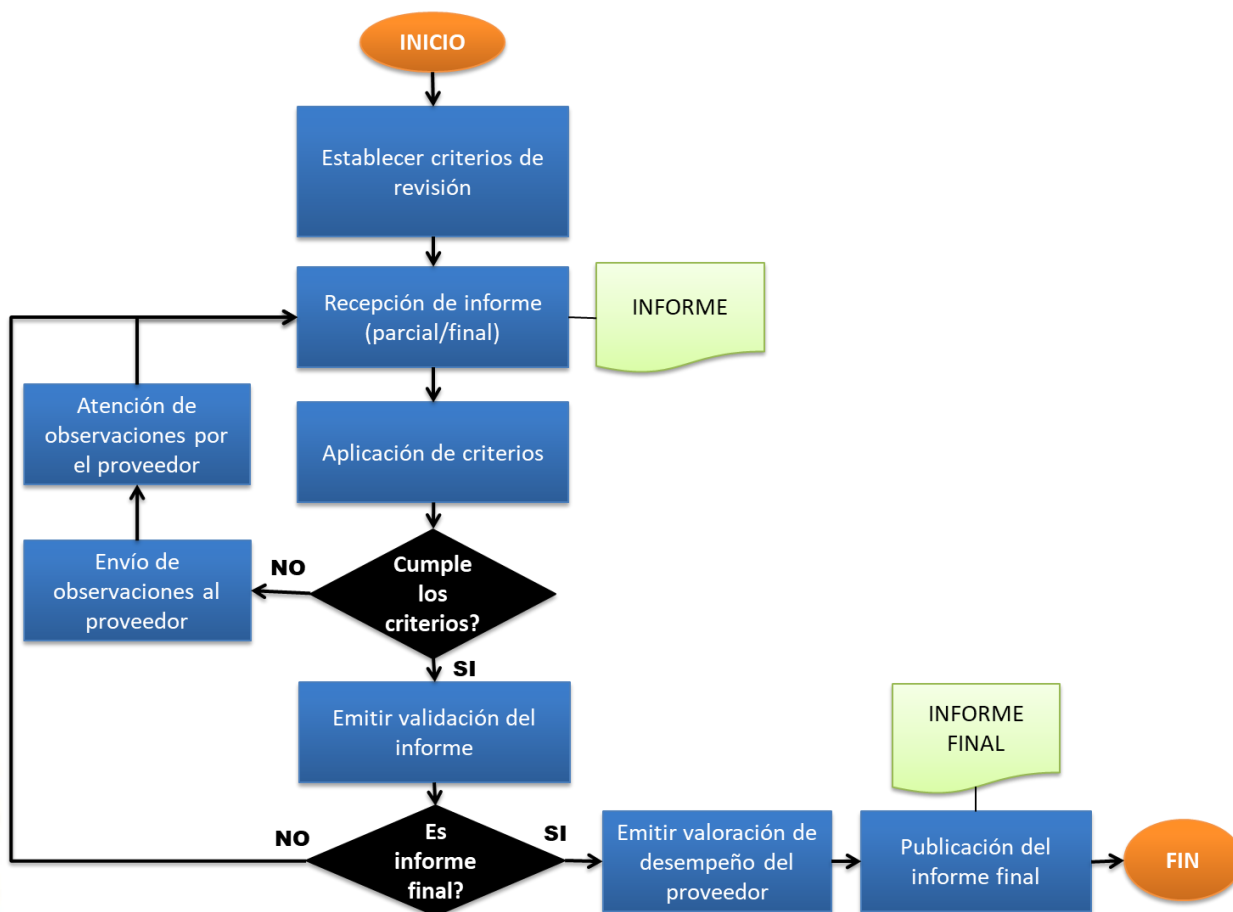 INICIO
Establecer criterios de
revisión
Recepción de informe
(parcial/final)
INFORME
Atención de
observaciones por
el proveedor
Aplicación de criterios
Envío de
observaciones al
proveedor
NO
Cumple
los
criterios?
SI
Emitir validación del
informe
INFORME
FINAL
NO
Es
informe
final?
SI
Emitir valoración de
desempeño del
proveedor
Publicación del
informe final
FIN